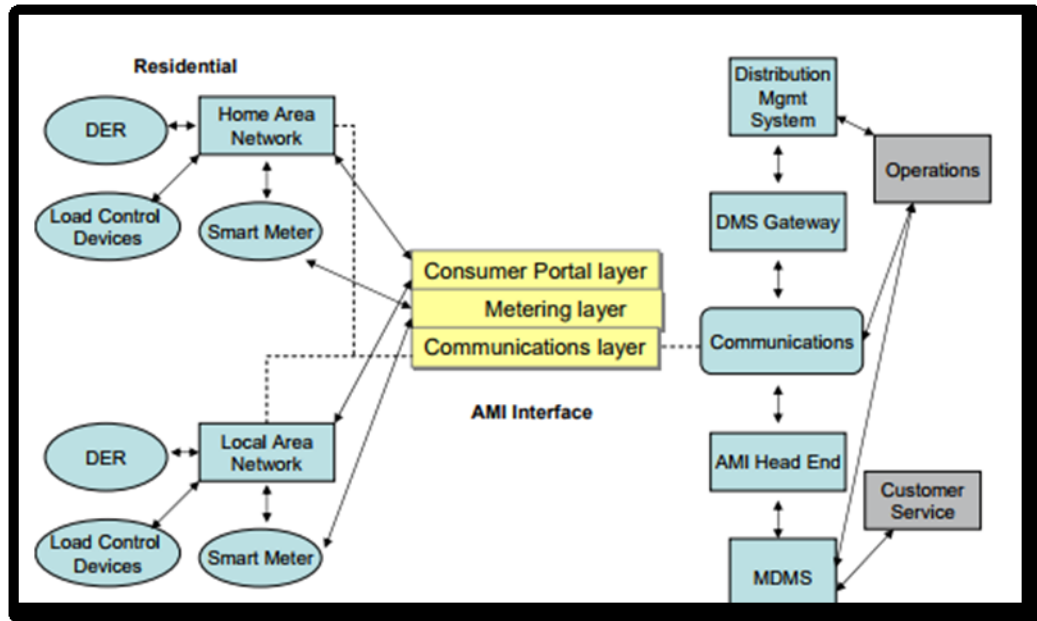 Residential
DER
Home Area
Network
Load Control
Devices
Smart Meter
Consumer Portal layer
Metering layer
Communications layer
AMI Interface
DER
Local Area
Network
Load Control
Devices
Smart Meter
Distribution
Mgmt
System
Operations
DMS Gateway
Communications
AMI Head End
Customer
Service
MDMS